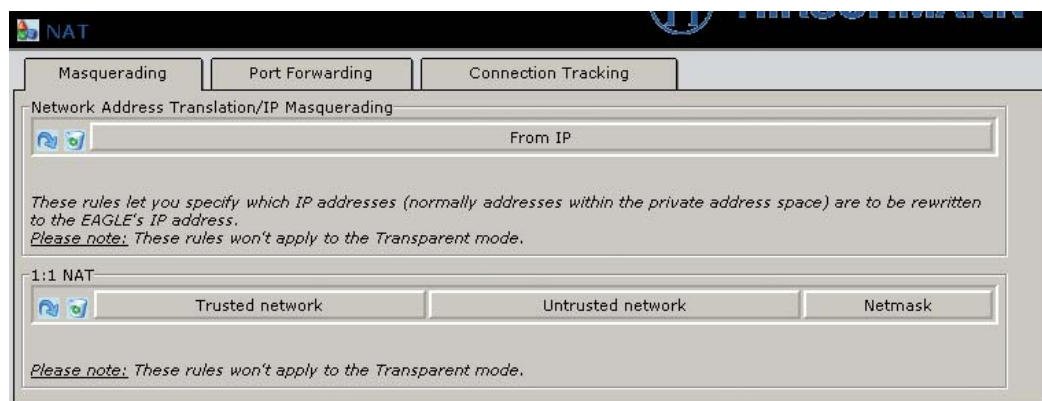 NAT
Masquerading Port Forwarding Connection Tracking
Network Address Translation/IP Masquerading
From IP
These rules let you specify which IP addresses (normally addresses within the private address space) are to be rewritten
to the EAGLE's IP address.
Please note: These rules won't apply to the Transparent mode.
1:1 NAT
Trusted network Untrusted network Netmask
Please note: These rules won't apply to the Transparent mode.